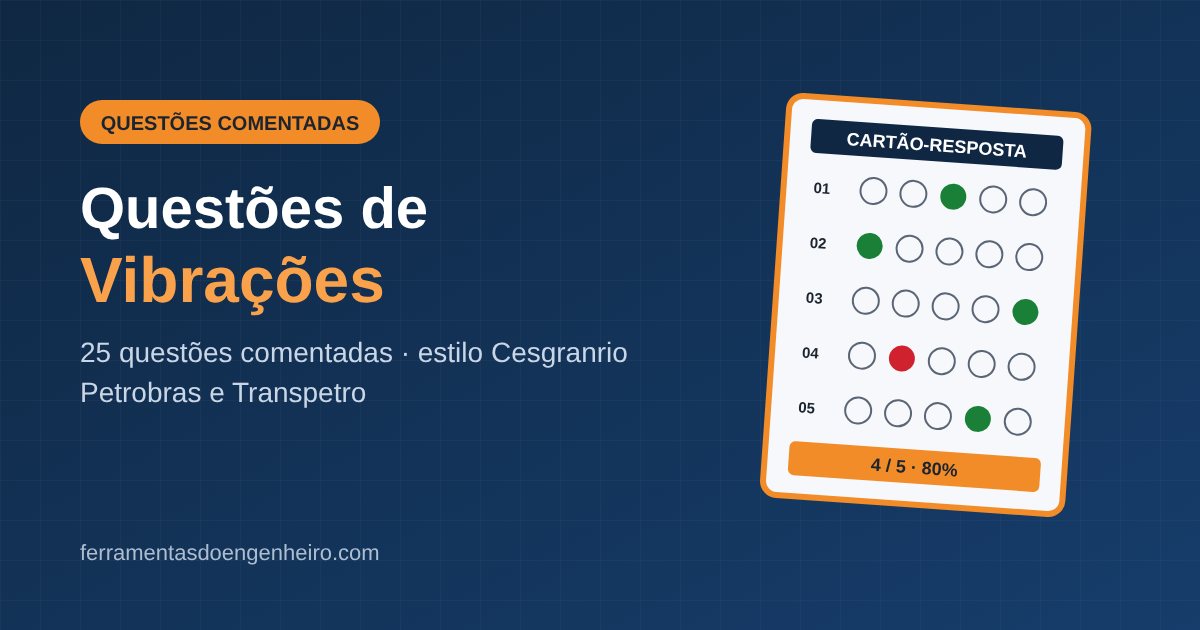 QUESTÕES COMENTADAS
Questões de
Vibrações
25 questões comentadas · estilo Cesgranrio
Petrobras e Transpetro
ferramentasdoengenheiro.com
CARTÃO-RESPOSTA
01
02
03
04
05
4 / 5 · 80%